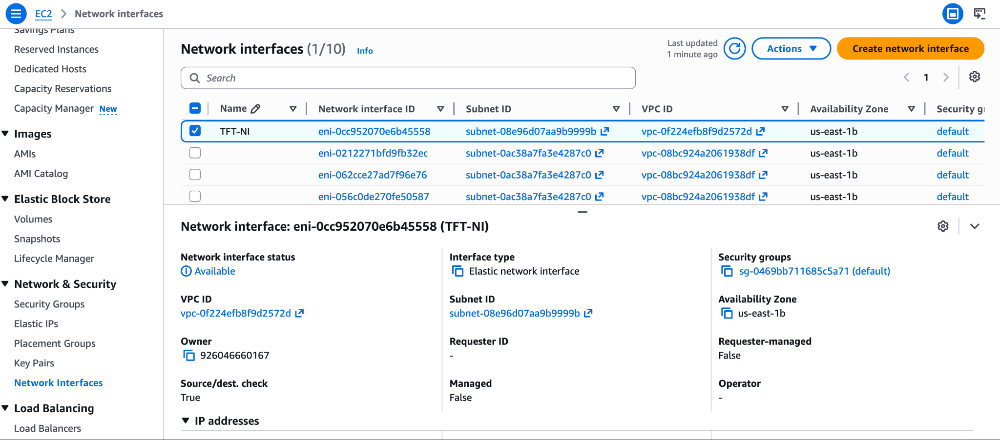 EC2 > Network interfaces
Savings Plans
Reserved Instances
Dedicated Hosts
Capacity Reservations
Capacity Manager New
Images
AMIs
AMI Catalog
Elastic Block Store
Volumes
Snapshots
Lifecycle Manager
Network & Security
Security Groups
Elastic IPs
Placement Groups
Key Pairs
Network Interfaces
Load Balancing
Load Balancers
Network interfaces (1/10) Info
Last updated
1 minute ago
Actions
Create network interface
Search
1
Name Network interface ID Subnet ID VPC ID Availability Zone Security
TFT-NI eni-0cc952070e6b45558 subnet-08e96d07aa9b9999b vpc-0f224efb8f9d2572d us-east-1b default
eni-0212271bfd9fb32ec subnet-0ac38a7fa3e4287c0 vpc-08bc924a2061938df us-east-1b default
eni-062cce27ad7f96e76 subnet-0ac38a7fa3e4287c0 vpc-08bc924a2061938df us-east-1b default
eni-056c0de270fe50587 subnet-0ac38a7fa3e4287c0 vpc-08bc924a2061938df us-east-1b default
Network interface: eni-0cc952070e6b45558 (TFT-NI)
Network interface status
Available
Interface type
Elastic network interface
Security groups
sg-0469bb711685c5a71 (default)
VPC ID
vpc-0f224efb8f9d2572d
Subnet ID
subnet-08e96d07aa9b9999b
Availability Zone
us-east-1b
Owner
926046660167
Requester ID
-
Requester-managed
False
Source/dest. check
True
Managed
False
Operator
-
IP addresses